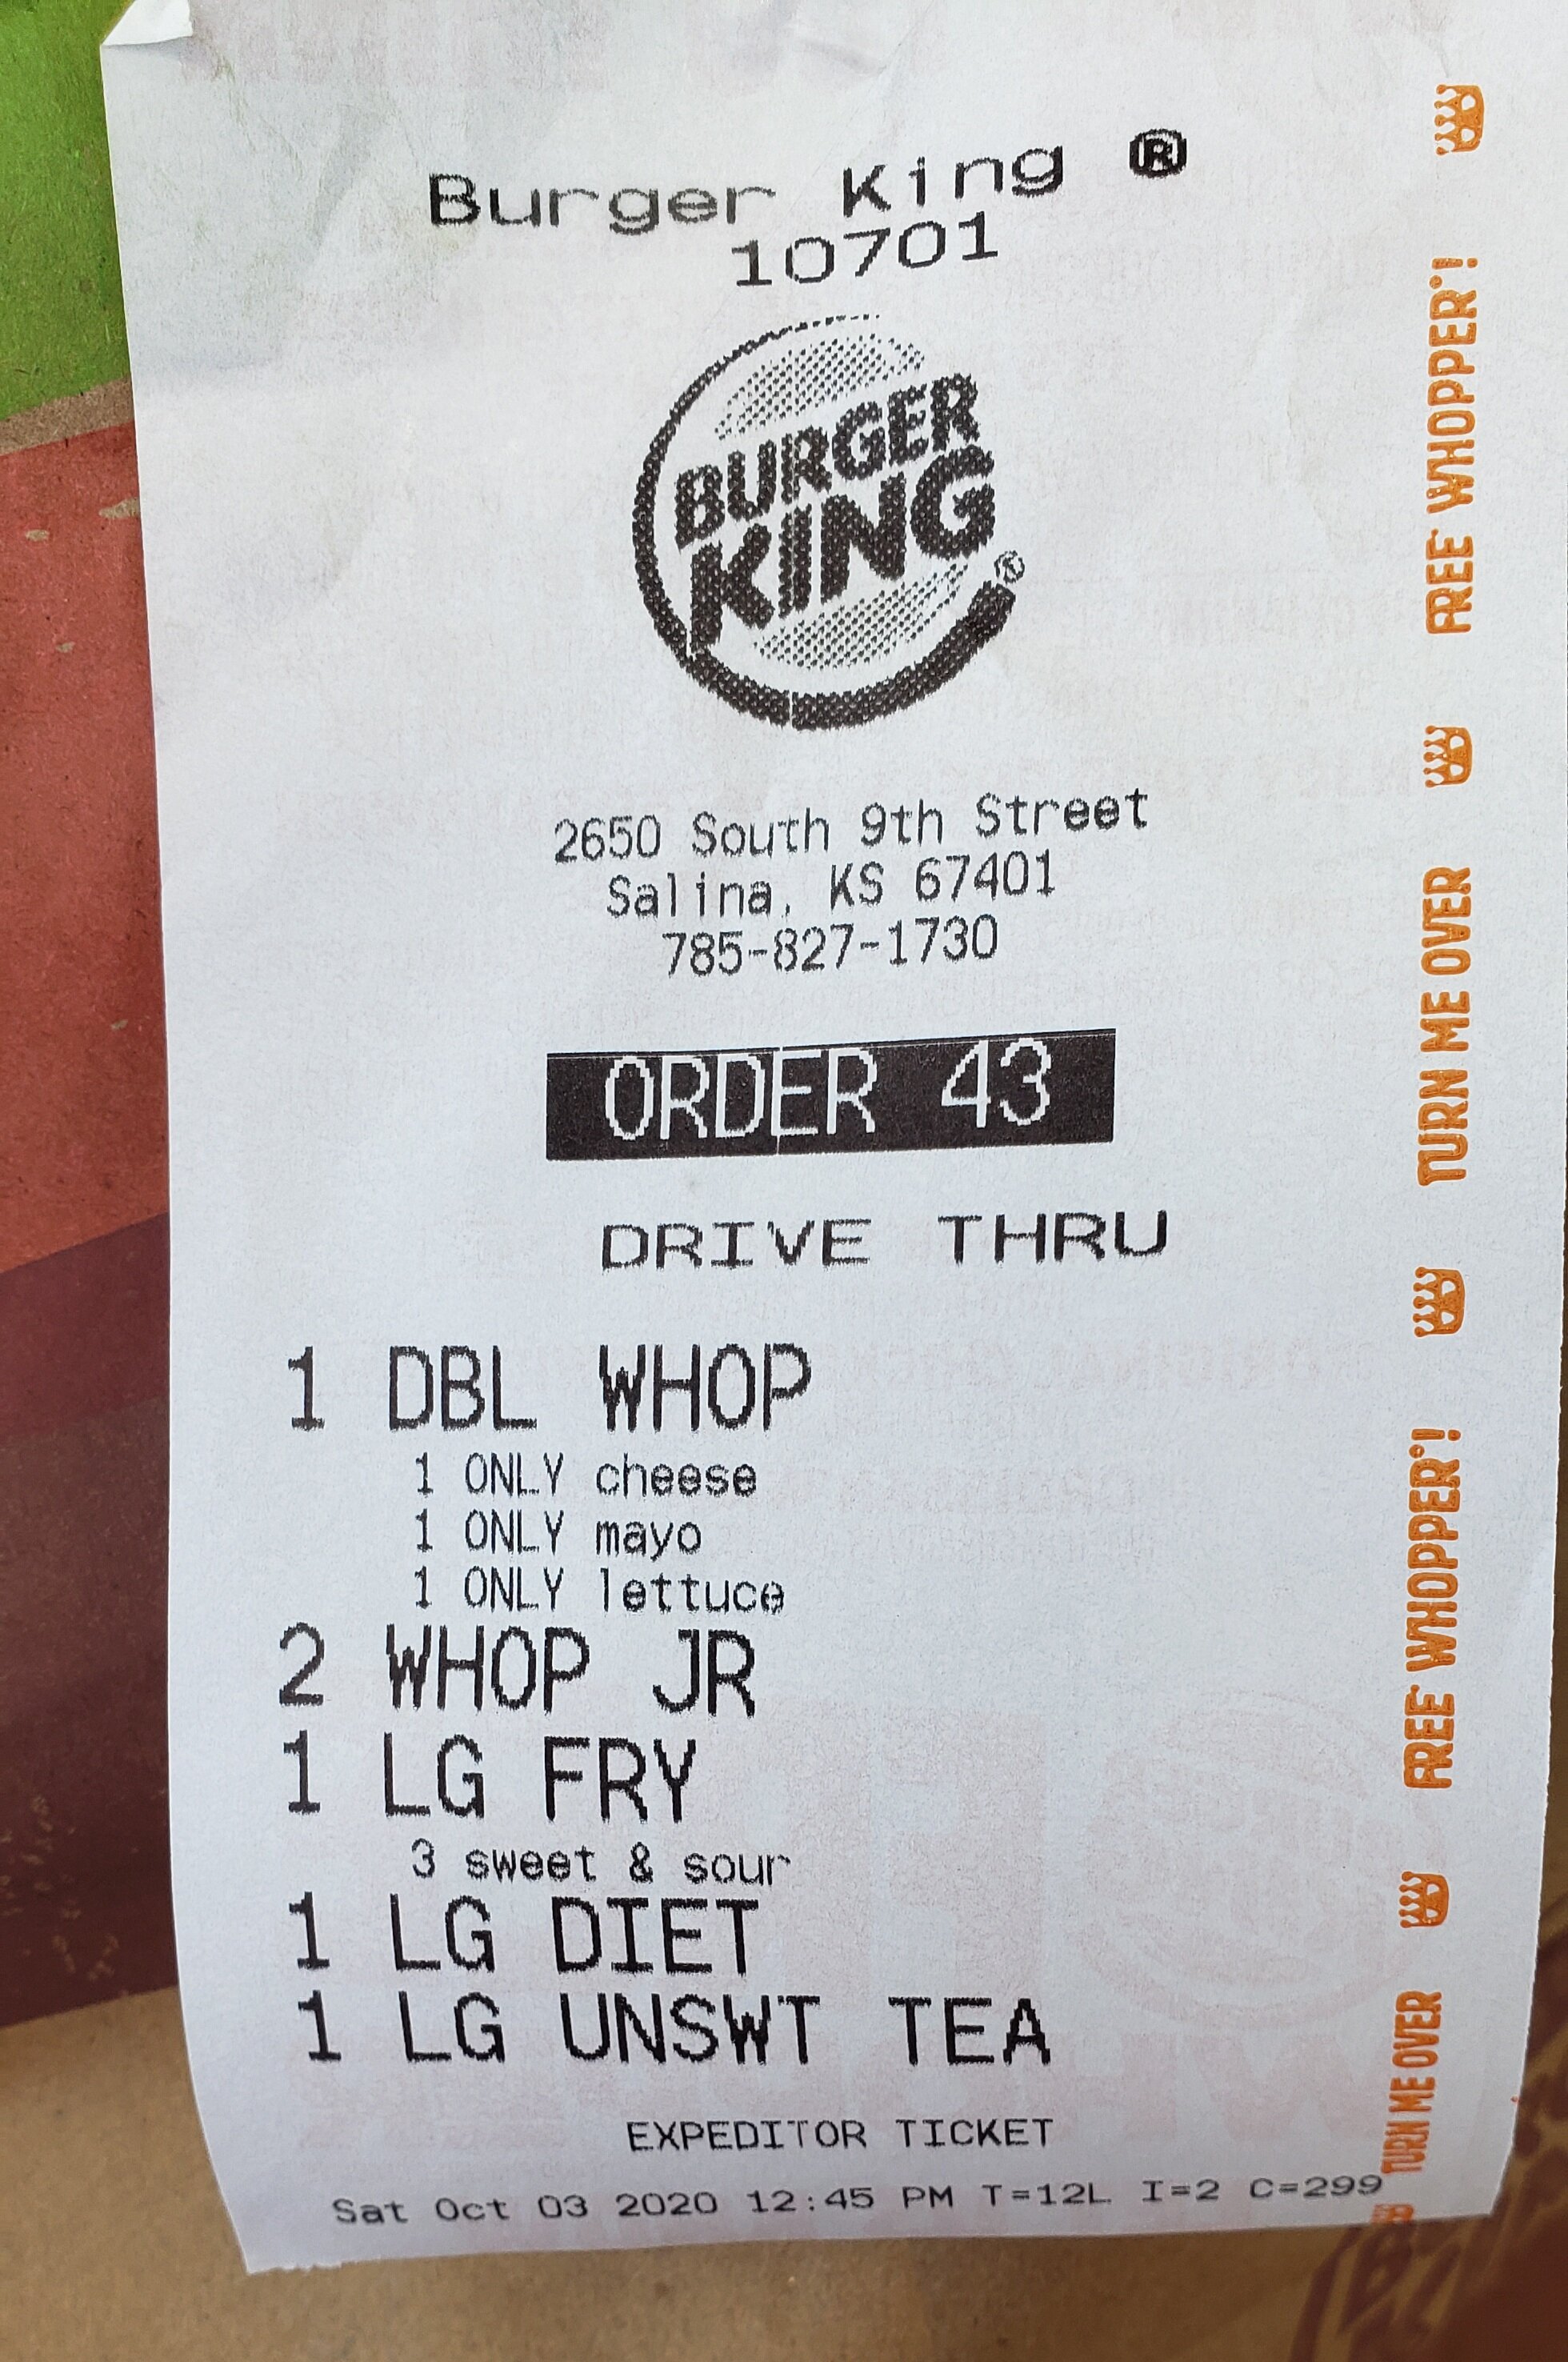 Burger King ®
10701
BURGER
KING®
2650 South 9th Street
Salina, KS 67401
785-827-1730
ORDER 43
DRIVE THRU
1 DBL WHOP
1 ONLY cheese
1 ONLY mayo
1 ONLY lettuce
2 WHOP JR
1 LG FRY
3 sweet & sour
1 LG DIET
1 LG UNSWT TEA
EXPEDITOR TICKET
Sat Oct 03 2020 12:45 PM T=12L I=2 C=299
TURN ME OVER
FREE WHOPPER®!
TURN ME OVER
FREE WHOPPER®!